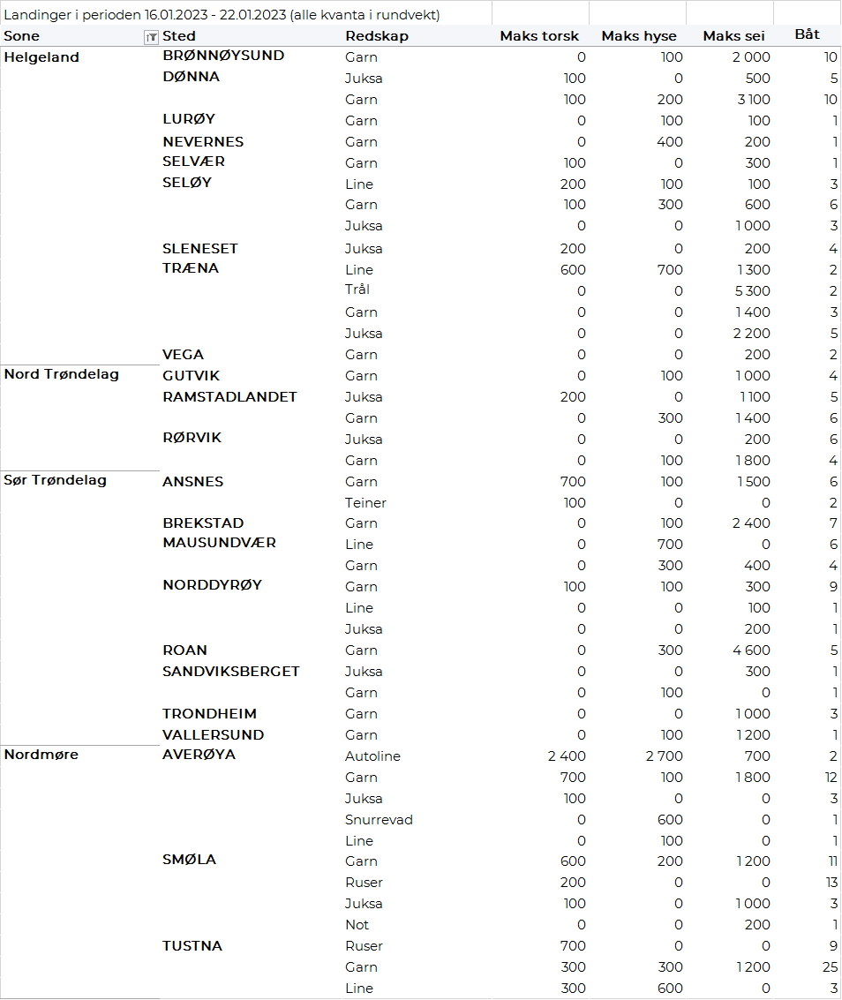 Landinger i perioden 16.01.2023 - 22.01.2023 (alle kvanta i rundvekt)
Sone Sted Redskap Maks torsk Maks hyse Maks sei Båt
Helgeland BRØNNØYSUND Garn 0 100 2 000 10
DØNNA Juksa 100 0 500 5
Garn 100 200 3 100 10
LURØY Garn 0 100 100 1
NEVERNES Garn 0 400 200 1
SELVÆR Garn 100 0 300 1
SELØY Line 200 100 100 3
Garn 100 300 600 6
Juksa 0 0 1 000 3
SLENESET Juksa 200 0 200 4
TRÆNA Line 600 700 1 300 2
Trål 0 0 5 300 2
Garn 0 0 1 400 3
Juksa 0 0 2 200 5
VEGA Garn 0 0 200 2
Nord Trøndelag GUTVIK Garn 0 100 1 000 4
RAMSTADLANDET Juksa 200 0 1 100 5
Garn 0 300 1 400 6
RØRVIK Juksa 0 0 200 6
Garn 0 100 1 800 4
Sør Trøndelag ANSNES Garn 700 100 1 500 6
Teiner 100 0 0 2
BREKSTAD Garn 0 100 2 400 7
MAUSUNDVÆR Line 0 700 0 6
Garn 0 300 400 4
NORDDYRØY Garn 100 100 300 9
Line 0 0 100 1
Juksa 0 0 200 1
ROAN Garn 0 300 4 600 5
SANDVIKSBERGET Juksa 0 0 300 1
Garn 0 100 0 1
TRONDHEIM Garn 0 0 1 000 3
VALLERSUND Garn 0 100 1 200 1
Nordmøre AVERØYA Autoline 2 400 2 700 700 2
Garn 700 100 1 800 12
Juksa 100 0 0 3
Snurrevad 0 600 0 1
Line 0 100 0 1
SMØLA Garn 600 200 1 200 11
Ruser 200 0 0 13
Juksa 100 0 1 000 3
Not 0 0 200 1
TUSTNA Ruser 700 0 0 9
Garn 300 300 1 200 25
Line 300 600 0 3